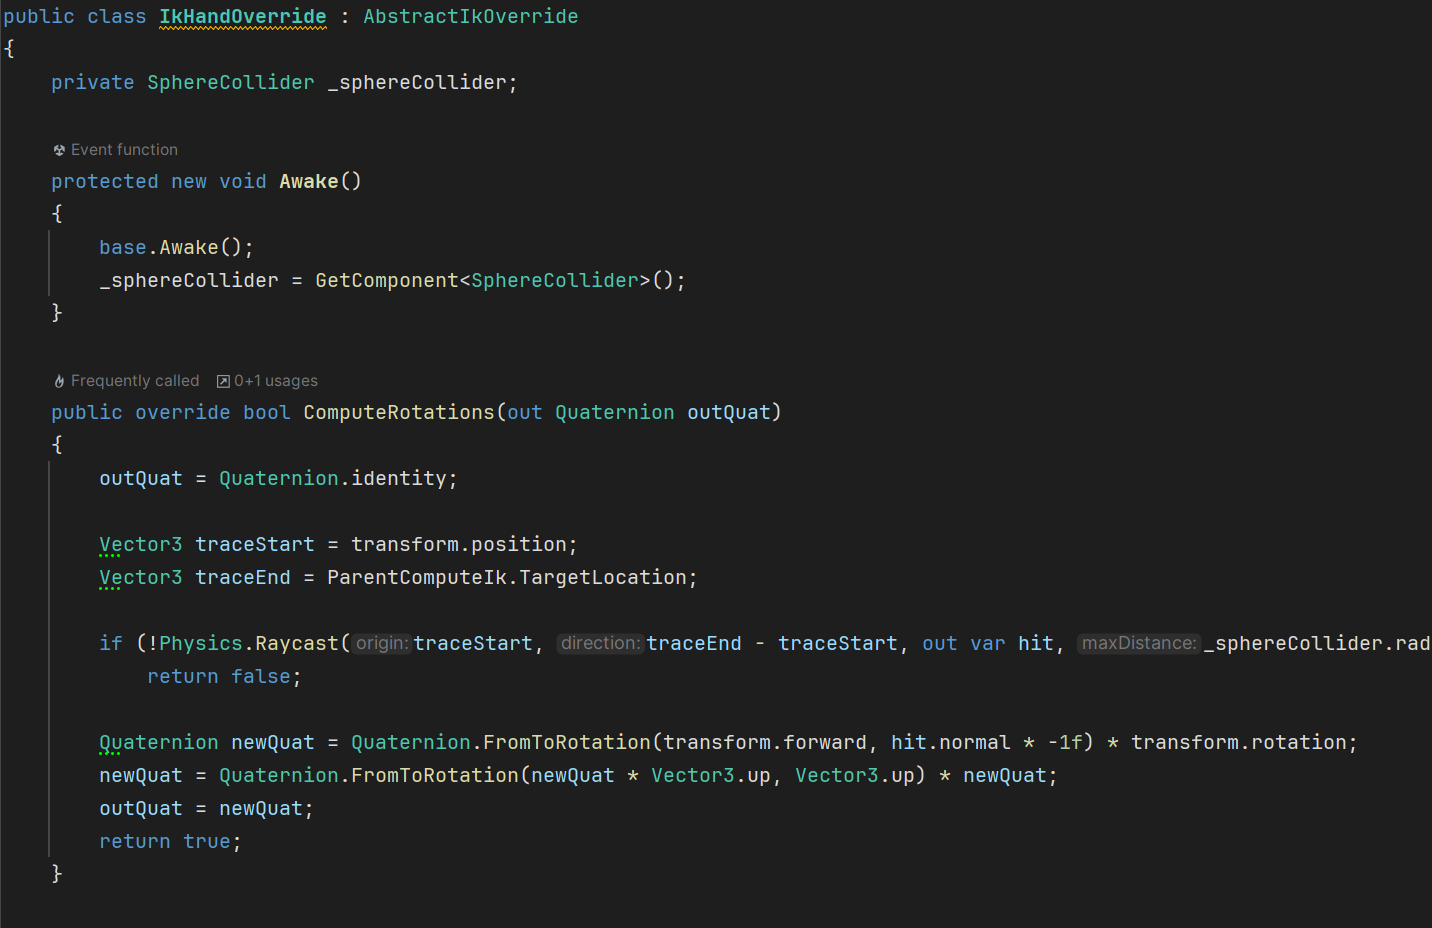 public class IkHandOverride : AbstractIkOverride
{
private SphereCollider _sphereCollider;
Event function
protected new void Awake()
{
base.Awake();
_sphereCollider = GetComponent<SphereCollider>();
}
Frequently called 0+1 usages
public override bool ComputeRotations(out Quaternion outQuat)
{
outQuat = Quaternion.identity;
Vector3 traceStart = transform.position;
Vector3 traceEnd = ParentComputeIk.TargetLocation;
if (!Physics.Raycast(origin: traceStart, direction: traceEnd - traceStart, out var hit, maxDistance: _sphereCollider.rad
return false;
Quaternion newQuat = Quaternion.FromToRotation(transform.forward, hit.normal * -1f) * transform.rotation;
newQuat = Quaternion.FromToRotation(newQuat * Vector3.up, Vector3.up) * newQuat;
outQuat = newQuat;
return true;
}